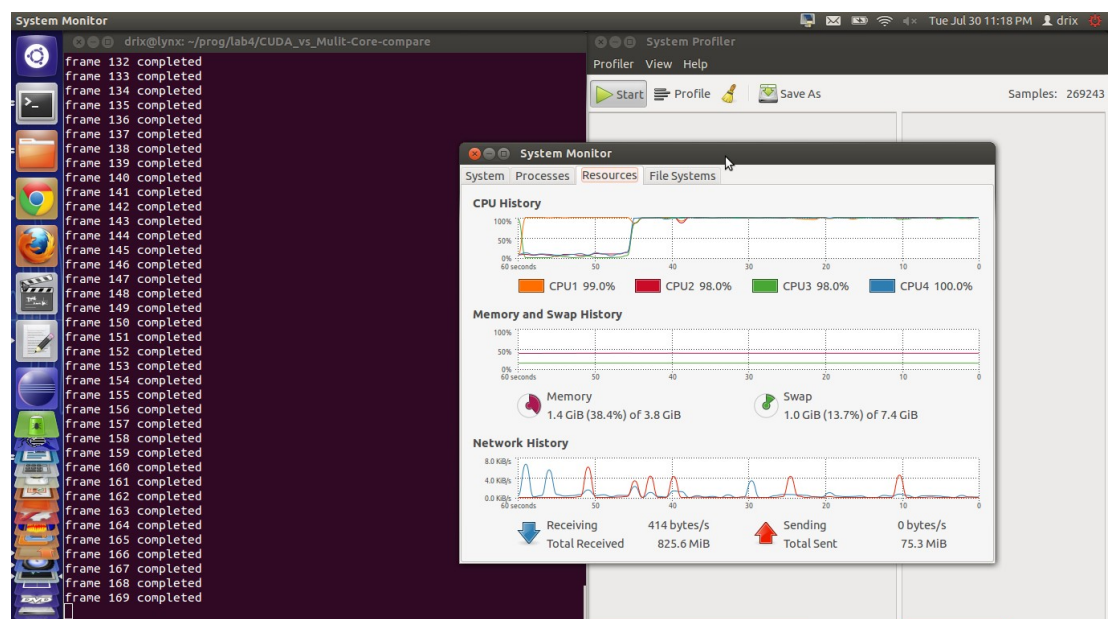 System Monitor
Tue Jul 30 11:18 PM
drix
drix@lynx: ~/prog/lab4/CUDA_vs_Mulit-Core-compare
frame 132 completed
frame 133 completed
frame 134 completed
frame 135 completed
frame 136 completed
frame 137 completed
frame 138 completed
frame 139 completed
frame 140 completed
frame 141 completed
frame 142 completed
frame 143 completed
frame 144 completed
frame 145 completed
frame 146 completed
frame 147 completed
frame 148 completed
frame 149 completed
frame 150 completed
frame 151 completed
frame 152 completed
frame 153 completed
frame 154 completed
frame 155 completed
frame 156 completed
frame 157 completed
frame 158 completed
frame 159 completed
frame 160 completed
frame 161 completed
frame 162 completed
frame 163 completed
frame 164 completed
frame 165 completed
frame 166 completed
frame 167 completed
frame 168 completed
frame 169 completed
System Profiler
Profiler View Help
Start Profile Save As Samples: 269243
System Monitor
System Processes Resources File Systems
CPU History
100%
50%
0%
60 seconds 50 40 30 20 10 0
CPU1 99.0% CPU2 98.0% CPU3 98.0% CPU4 100.0%
Memory and Swap History
100%
50%
0%
60 seconds 50 40 30 20 10 0
Memory Swap
1.4 GiB (38.4%) of 3.8 GiB 1.0 GiB (13.7%) of 7.4 GiB
Network History
8.0 KiB/s
4.0 KiB/s
0.0 KiB/s
60 seconds 50 40 30 20 10 0
Receiving 414 bytes/s Sending 0 bytes/s
Total Received 825.6 MiB Total Sent 75.3 MiB